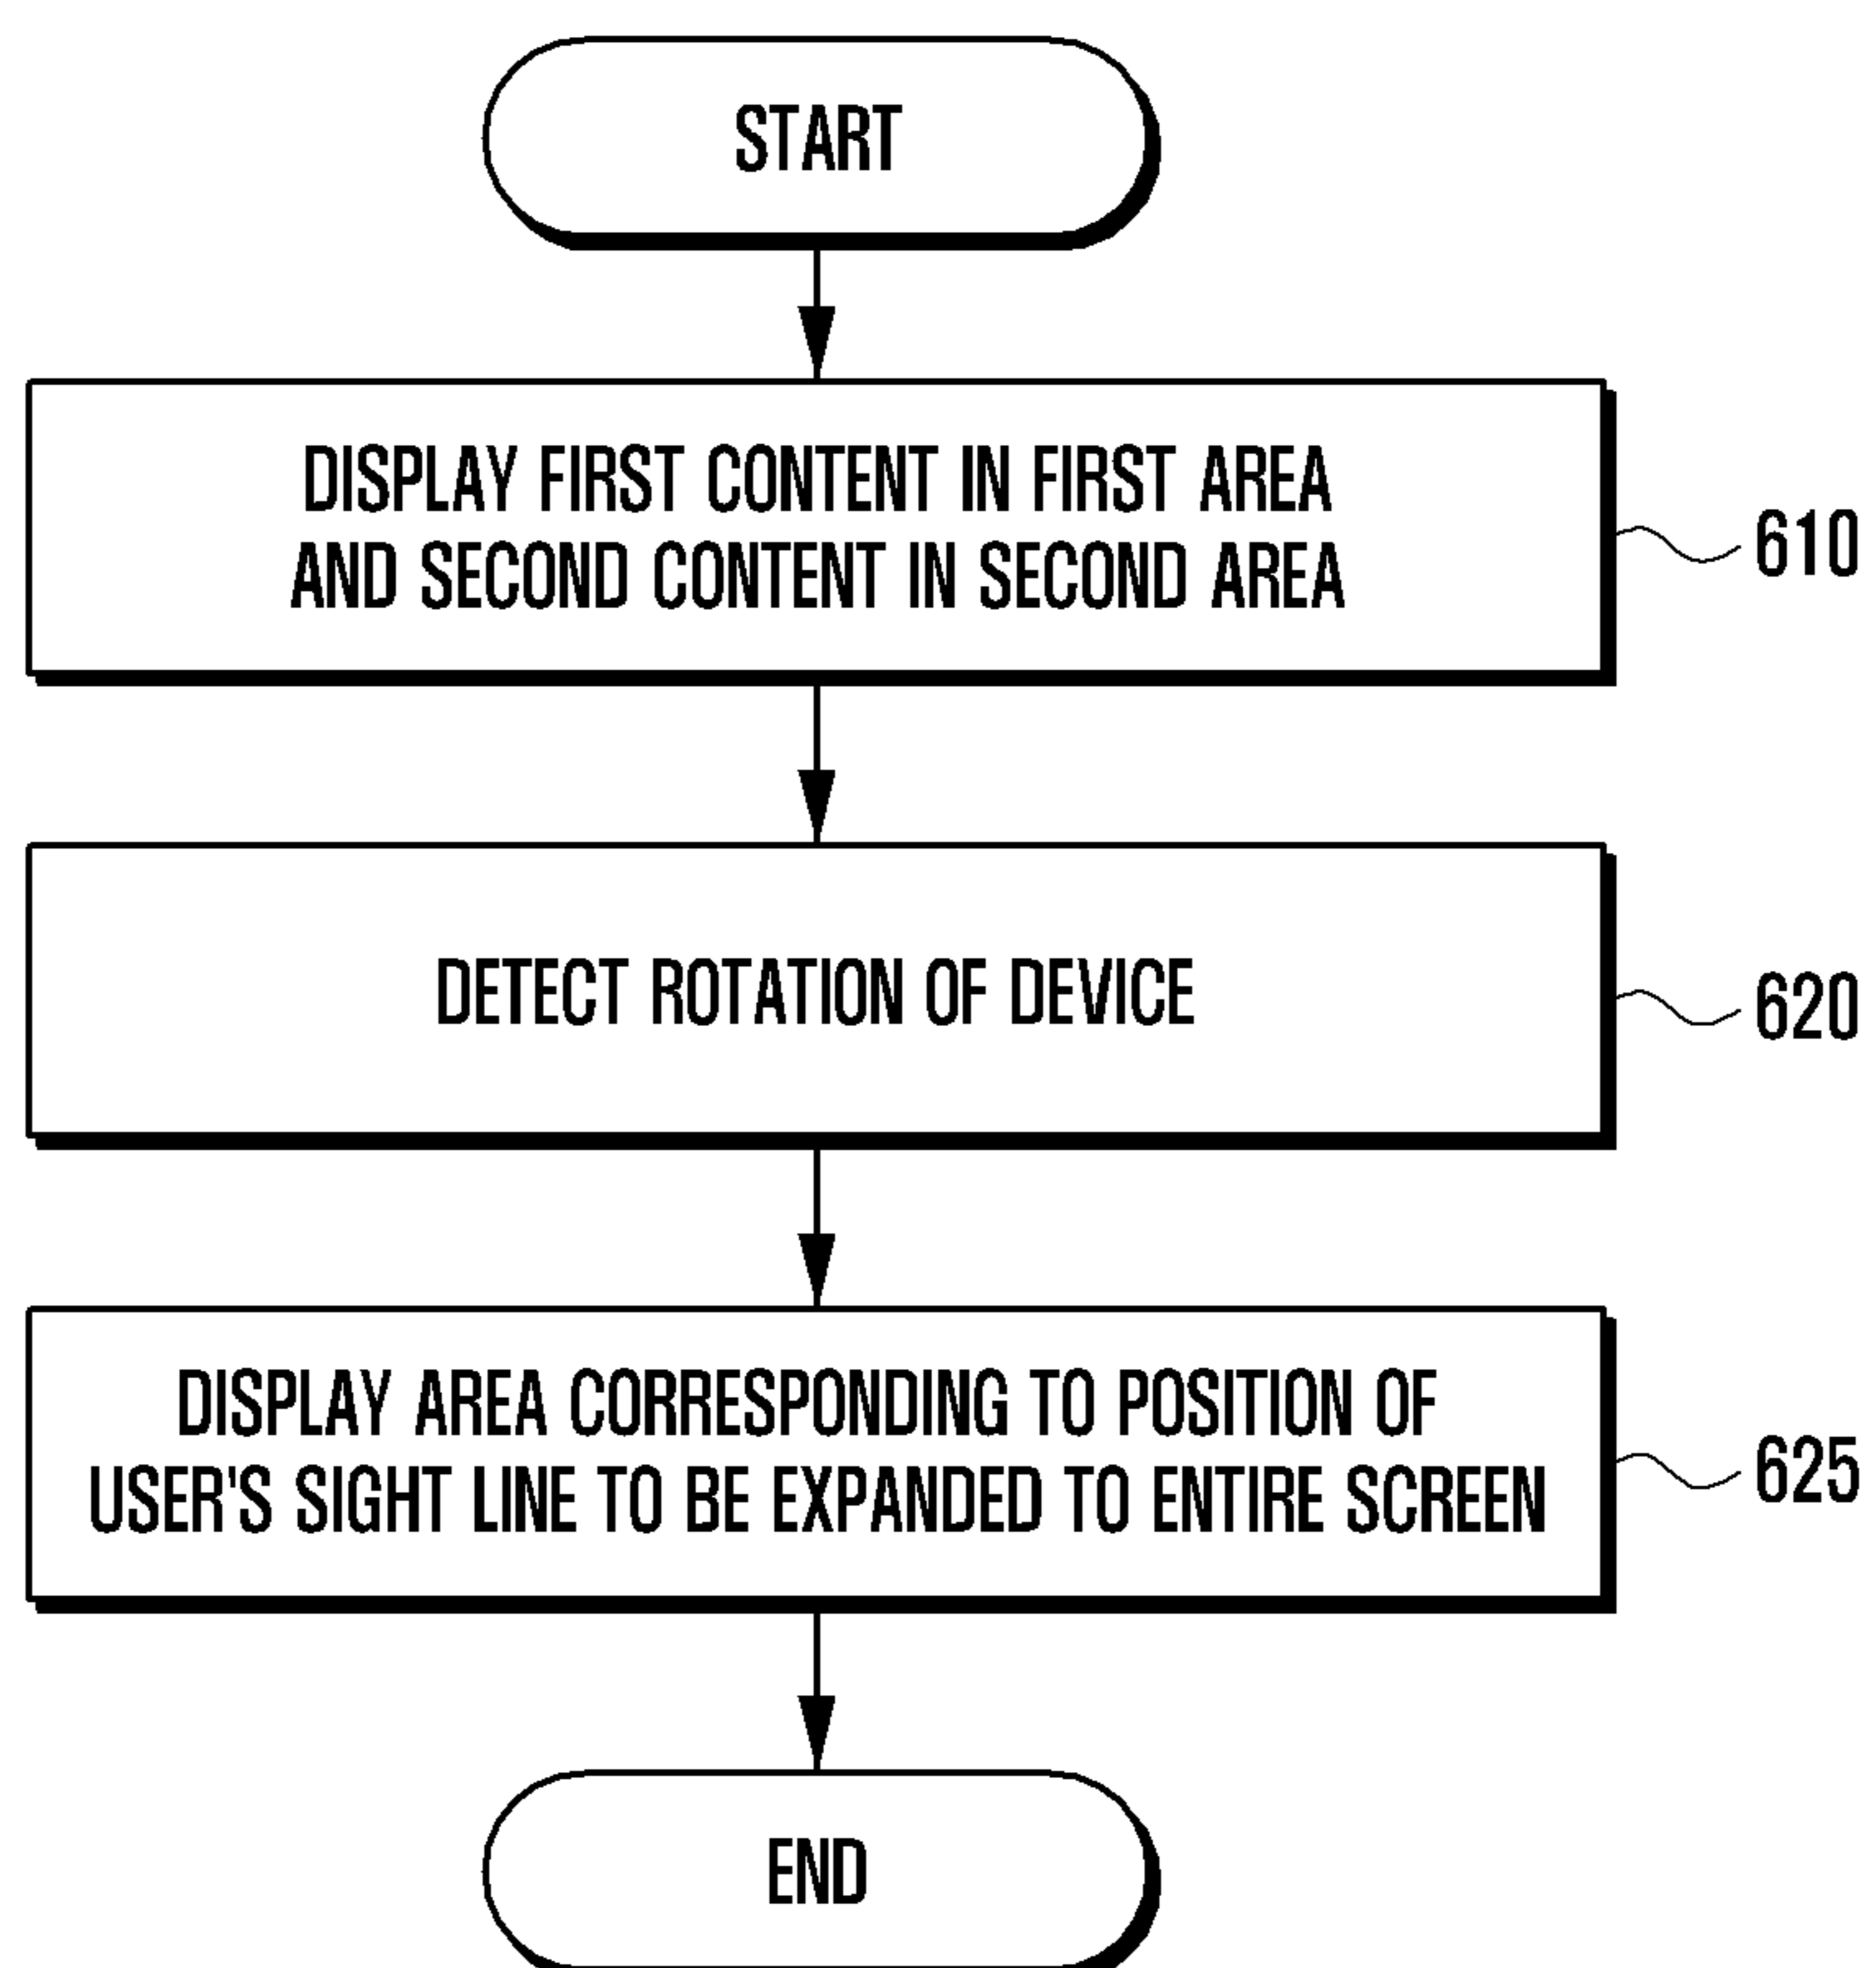 START
DISPLAY FIRST CONTENT IN FIRST AREA
AND SECOND CONTENT IN SECOND AREA
610
DETECT ROTATION OF DEVICE
620
DISPLAY AREA CORRESPONDING TO POSITION OF
USER'S SIGHT LINE TO BE EXPANDED TO ENTIRE SCREEN
625
END